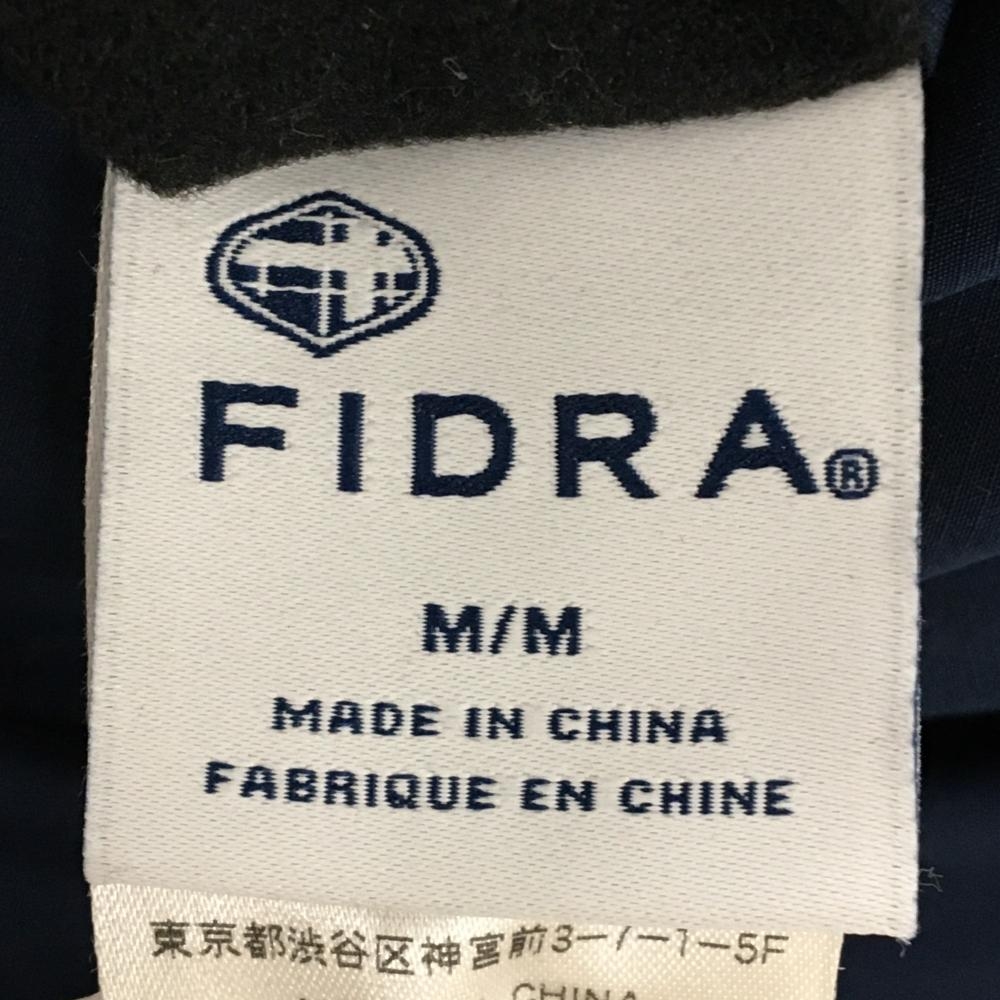 FIDRA®
M/M
MADE IN CHINA
FABRIQUE EN CHINE
東京都渋谷区神宮前3-7-1-5F
CHINA